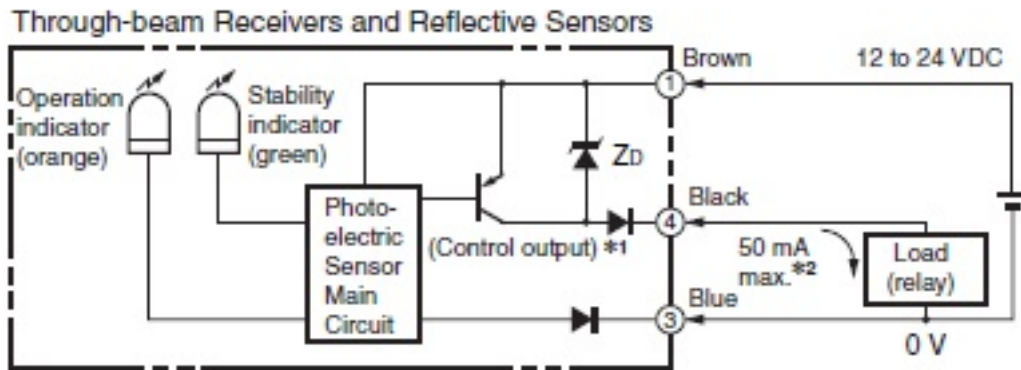 Through-beam Receivers and Reflective Sensors
Operation
indicator
(orange)
Stability
indicator
(green)
Photo-
electric
Sensor
Main
Circuit
ZD
(Control output) *1
1
Brown
12 to 24 VDC
4
Black
50 mA
max.*2
Load
(relay)
3
Blue
0 V